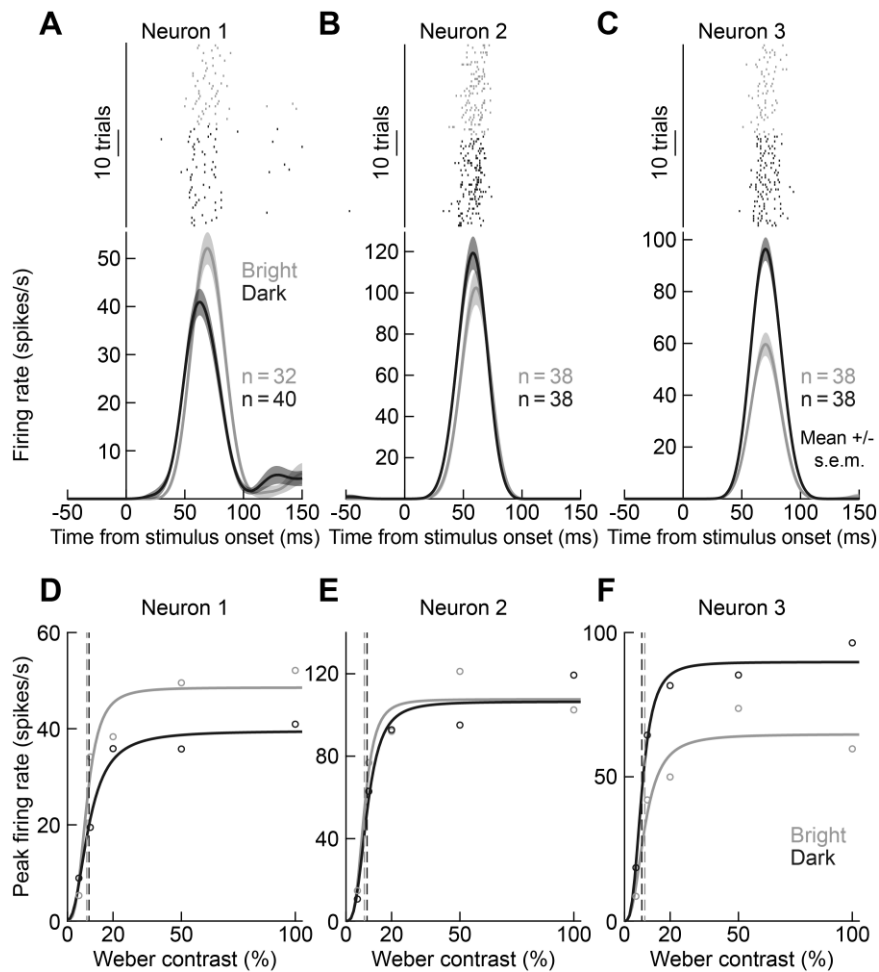 A Neuron 1
B Neuron 2
C Neuron 3
10 trials
10 trials
10 trials
Firing rate (spikes/s)
50
40
30
20
10
Bright
Dark
n = 32
n = 40
-50 0 50 100 150
Time from stimulus onset (ms)
120
100
80
60
40
20
n = 38
n = 38
-50 0 50 100 150
Time from stimulus onset (ms)
100
80
60
40
20
n = 38
n = 38
Mean +/-
s.e.m.
-50 0 50 100 150
Time from stimulus onset (ms)
D Neuron 1
E Neuron 2
F Neuron 3
Peak firing rate (spikes/s)
60
40
20
0
0 20 50 100
Weber contrast (%)
120
80
40
0
0 20 50 100
Weber contrast (%)
100
50
0
Bright
Dark
0 20 50 100
Weber contrast (%)